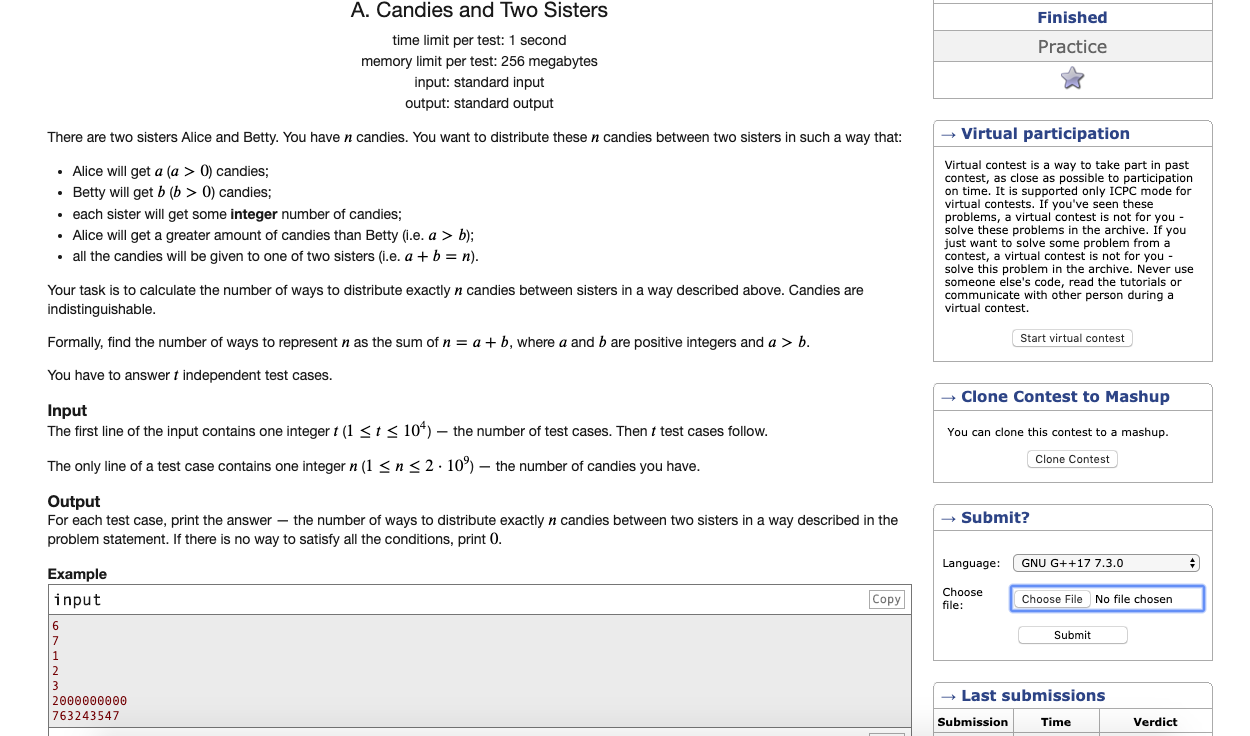 A. Candies and Two Sisters
time limit per test: 1 second
memory limit per test: 256 megabytes
input: standard input
output: standard output
There are two sisters Alice and Betty. You have n candies. You want to distribute these n candies between two sisters in such a way that:
• Alice will get a (a > 0) candies;
• Betty will get b (b > 0) candies;
• each sister will get some integer number of candies;
• Alice will get a greater amount of candies than Betty (i.e. a > b);
• all the candies will be given to one of two sisters (i.e. a + b = n).
Your task is to calculate the number of ways to distribute exactly n candies between sisters in a way described above. Candies are
indistinguishable.
Formally, find the number of ways to represent n as the sum of n = a + b, where a and b are positive integers and a > b.
You have to answer t independent test cases.
Input
The first line of the input contains one integer t (1 ≤ t ≤ 10⁴) — the number of test cases. Then t test cases follow.
The only line of a test case contains one integer n (1 ≤ n ≤ 2 · 10⁹) — the number of candies you have.
Output
For each test case, print the answer — the number of ways to distribute exactly n candies between two sisters in a way described in the
problem statement. If there is no way to satisfy all the conditions, print 0.
Example
input
Copy
6
7
1
2
3
2000000000
763243547
Finished
Practice
→ Virtual participation
Virtual contest is a way to take part in past
contest, as close as possible to participation
on time. It is supported only ICPC mode for
virtual contests. If you've seen these
problems, a virtual contest is not for you -
solve these problems in the archive. If you
just want to solve some problem from a
contest, a virtual contest is not for you -
solve this problem in the archive. Never use
someone else's code, read the tutorials or
communicate with other person during a
virtual contest.
Start virtual contest
→ Clone Contest to Mashup
You can clone this contest to a mashup.
Clone Contest
→ Submit?
Language: GNU G++17 7.3.0
Choose
file:
Choose File No file chosen
Submit
→ Last submissions
Submission Time Verdict